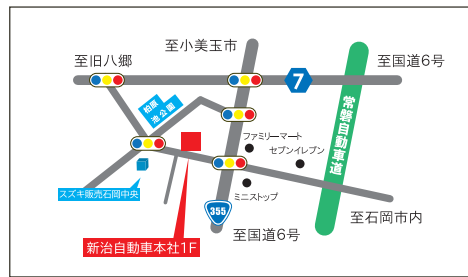 至小美玉市
至旧八郷
至国道6号
7
柏原
池公園
常磐自動車道
ファミリーマート
セブンイレブン
スズキ販売石岡中央
ミニストップ
355
至石岡市内
新治自動車本社1F
至国道6号